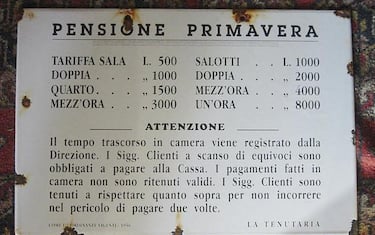 PENSIONE PRIMAVERA
TARIFFA SALA L. 500 SALOTTI . . L. 1000
DOPPIA . . . „ 1000 DOPPIA . . . „ 2000
QUARTO . . . „ 1500 MEZZ'ORA . . „ 4000
MEZZ'ORA . . „ 3000 UN'ORA . . „ 8000
ATTENZIONE
Il tempo trascorso in camera viene registrato dalla
Direzione. I Sigg. Clienti a scanso di equivoci sono
obbligati a pagare alla Cassa. I pagamenti fatti in
camera non sono ritenuti validi. I Sigg. Clienti sono
tenuti a rispettare quanto sopra per non incorrere
nel pericolo di pagare due volte.
VIGENTE LA TENUTARIA